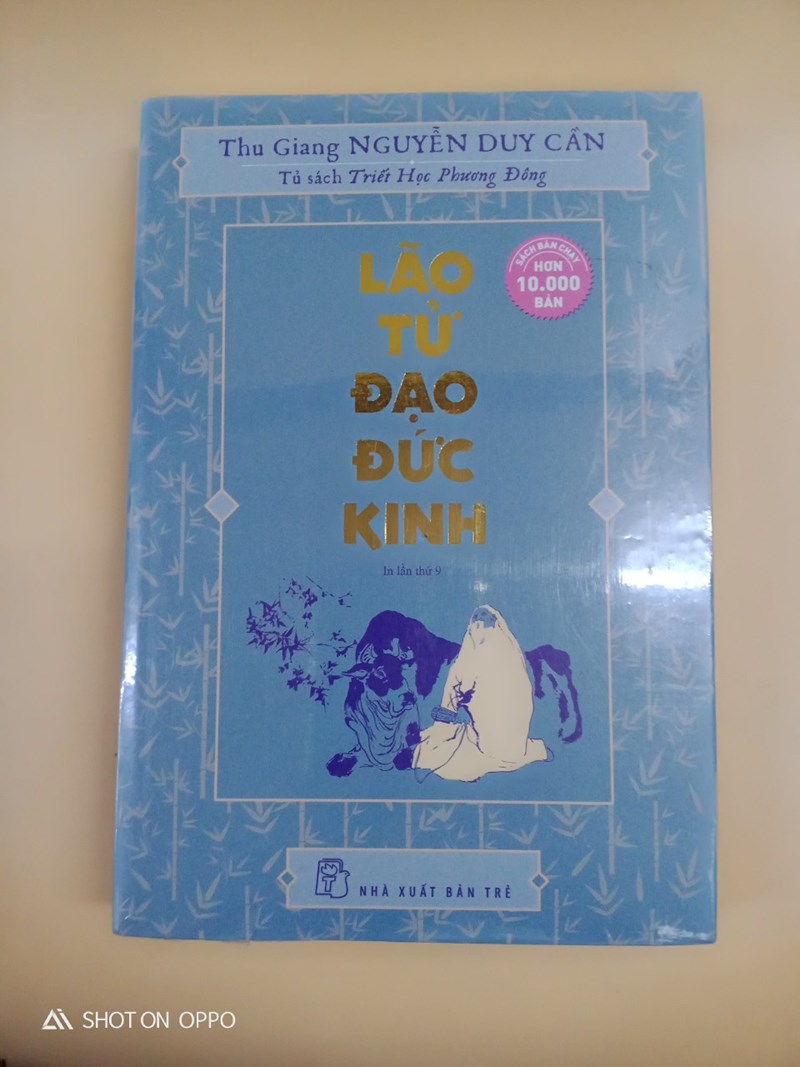 Thu Giang NGUYỄN DUY CẦN
Tủ sách Triết Học Phương Đông
LÃO
TỬ
ĐẠO
ĐỨC
KINH
SÁCH BÁN CHẠY
HƠN
10.000
BẢN
In lần thứ 9
NHÀ XUẤT BẢN TRẺ
SHOT ON OPPO